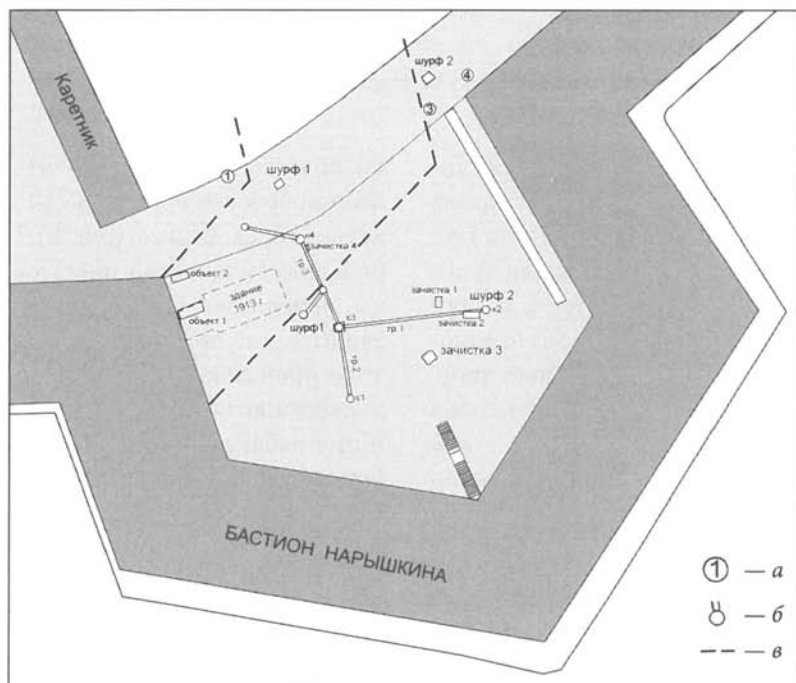 Каретник
шурф 2
④
③
①
шурф 1
к4
зачистка 4
тр.3
объект 2
здание
1913 г.
объект 1
шурф1
к3
зачистка 1
шурф 2
к2
тр.1
зачистка 2
зачистка 3
тр.2
к1
БАСТИОН НАРЫШКИНА
① — а
— б
— в